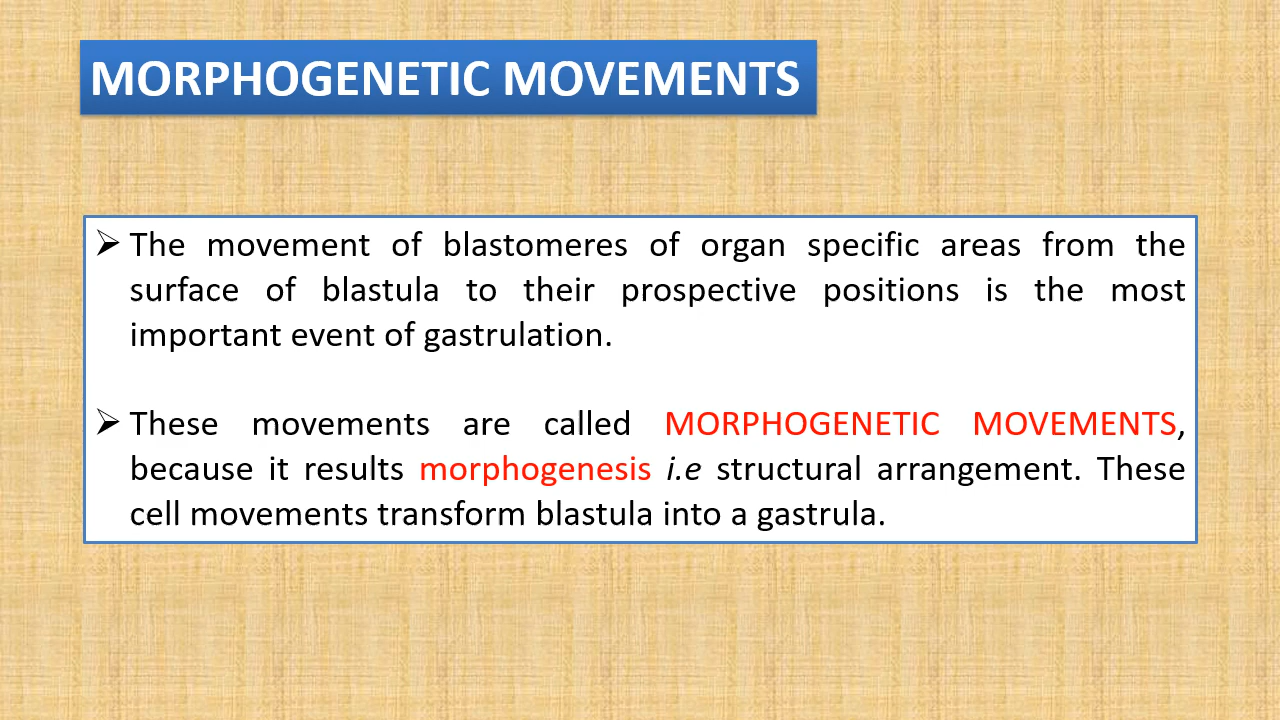 MORPHOGENETIC MOVEMENTS
➢ The movement of blastomeres of organ specific areas from the
surface of blastula to their prospective positions is the most
important event of gastrulation.
➢ These movements are called MORPHOGENETIC MOVEMENTS,
because it results morphogenesis i.e structural arrangement. These
cell movements transform blastula into a gastrula.